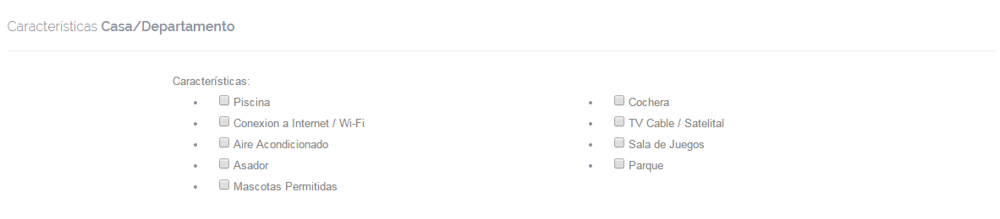 Características Casa/Departamento
Características:
Piscina
Conexion a Internet / Wi-Fi
Aire Acondicionado
Asador
Mascotas Permitidas
Cochera
TV Cable / Satelital
Sala de Juegos
Parque